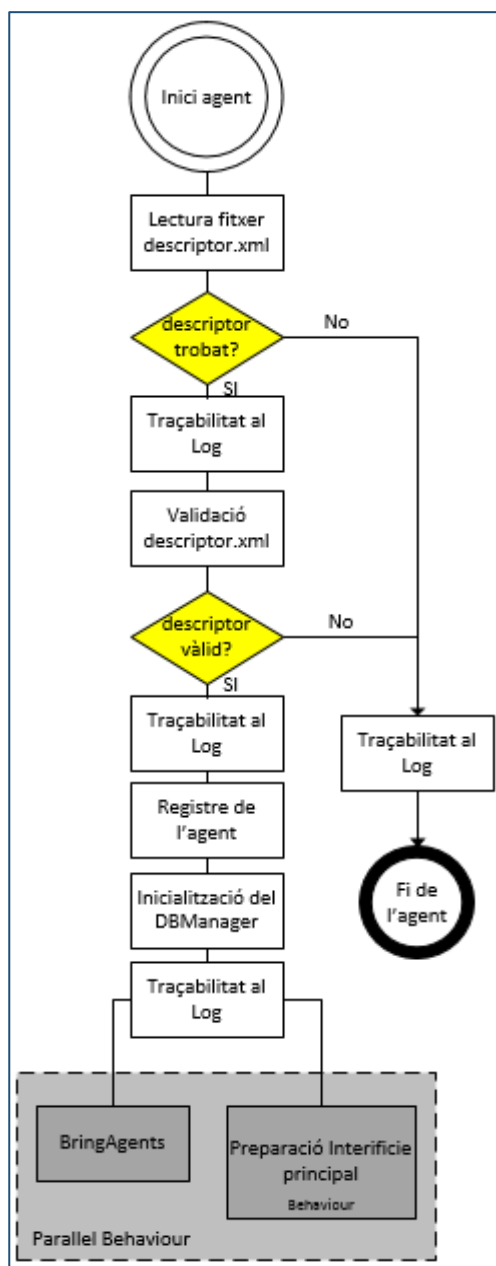 Inici agent
Lectura fitxer
descriptor.xml
descriptor
trobat?
No
SI
Traçabilitat al
Log
Validació
descriptor.xml
descriptor
vàlid?
No
SI
Traçabilitat al
Log
Traçabilitat al
Log
Registre de
l'agent
Fi de
l'agent
Inicialització del
DBManager
Traçabilitat al
Log
BringAgents
Preparació Interificie
principal
Behaviour
Parallel Behaviour